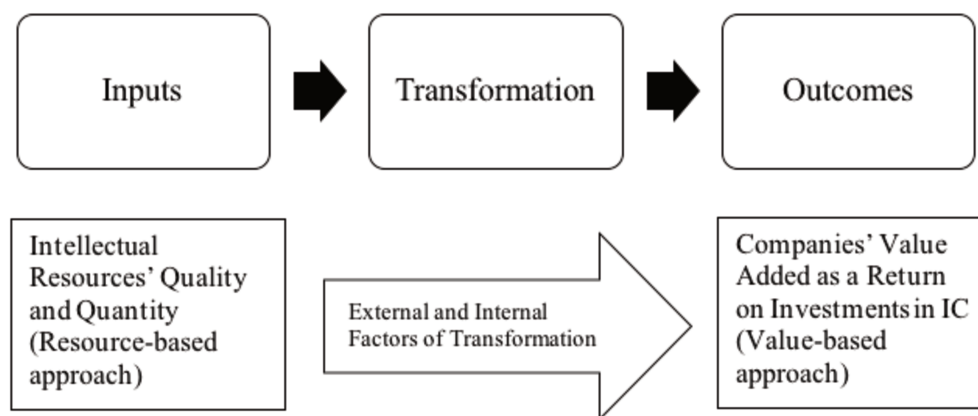 Inputs
Transformation
Outcomes
Intellectual
Resources’ Quality
and Quantity
(Resource-based
approach)
External and Internal
Factors of Transformation
Companies’ Value
Added as a Return
on Investments in IC
(Value-based
approach)